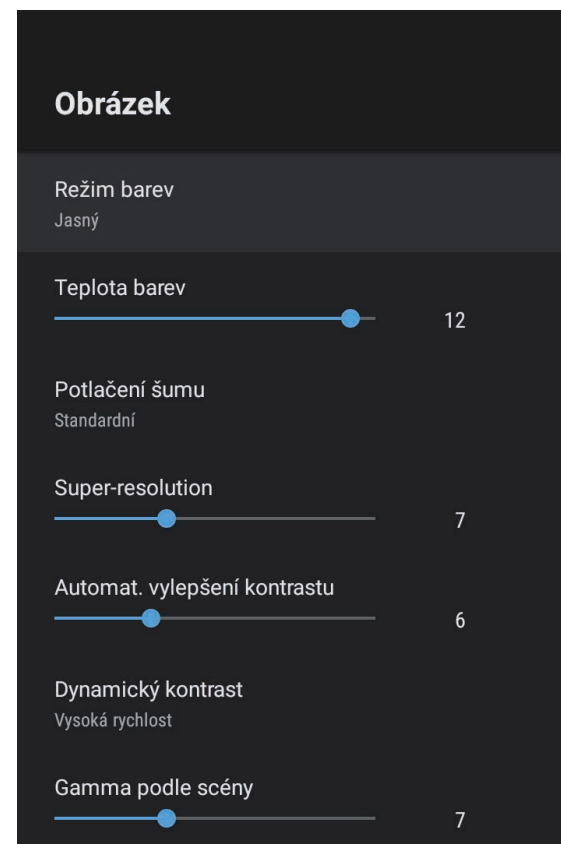 Obrázek
Režim barev
Jasný
Teplota barev
12
Potlačení šumu
Standardní
Super-resolution
7
Automat. vylepšení kontrastu
6
Dynamický kontrast
Vysoká rychlost
Gamma podle scény
7